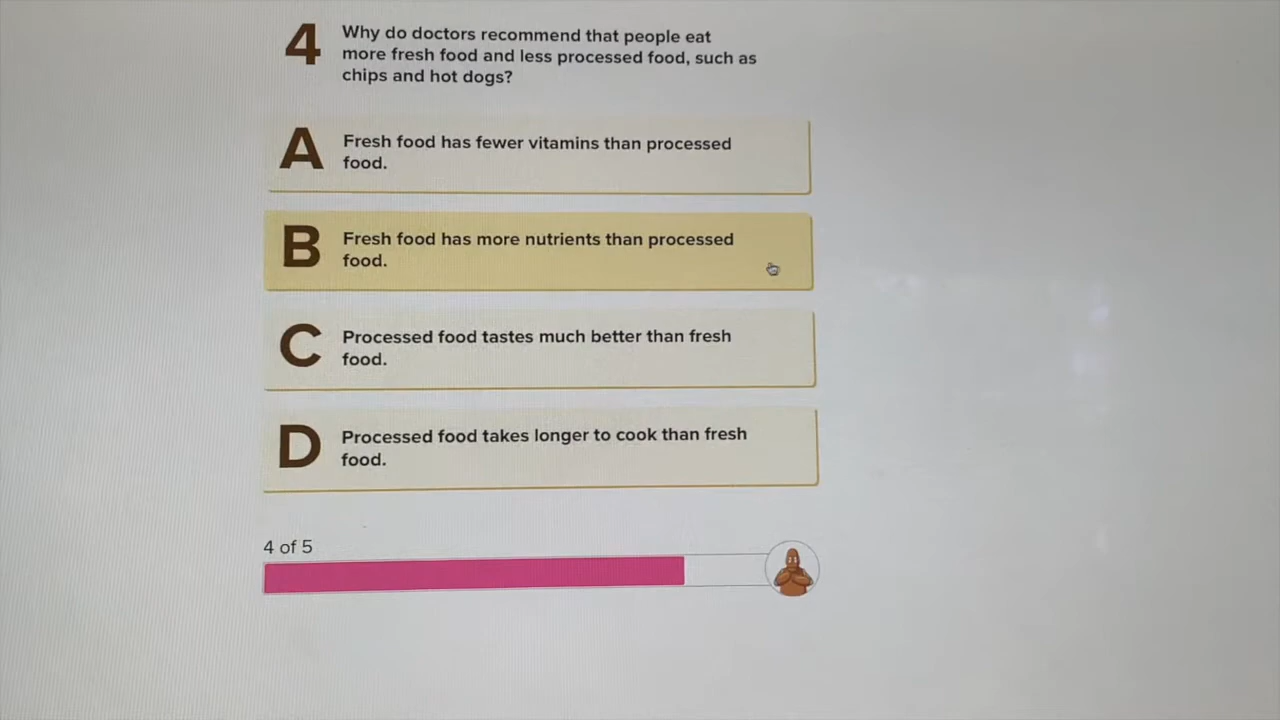 4
Why do doctors recommend that people eat
more fresh food and less processed food, such as
chips and hot dogs?
A
Fresh food has fewer vitamins than processed
food.
B
Fresh food has more nutrients than processed
food.
C
Processed food tastes much better than fresh
food.
D
Processed food takes longer to cook than fresh
food.
4 of 5